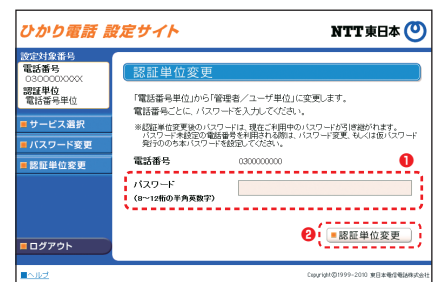 ひかり電話 設定サイト
NTT東日本
設定対象番号
電話番号
030000XXXX
認証単位
電話番号単位
サービス選択
パスワード変更
認証単位変更
ログアウト
ヘルプ
認証単位変更
「電話番号単位」から「管理者／ユーザ単位」に変更します。
電話番号ごとに、パスワードを入力してください。
※認証単位変更後のパスワードは、現在ご利用中のパスワードが引き継がれます。
パスワード未設定の電話番号を利用される際は、パスワード変更、もしくは仮パスワード
発行ののち本パスワードを設定してください。
電話番号 0300000000
❶
パスワード
(8～12桁の半角英数字)
❷
認証単位変更
Copyright©1999-2010 東日本電信電話株式会社